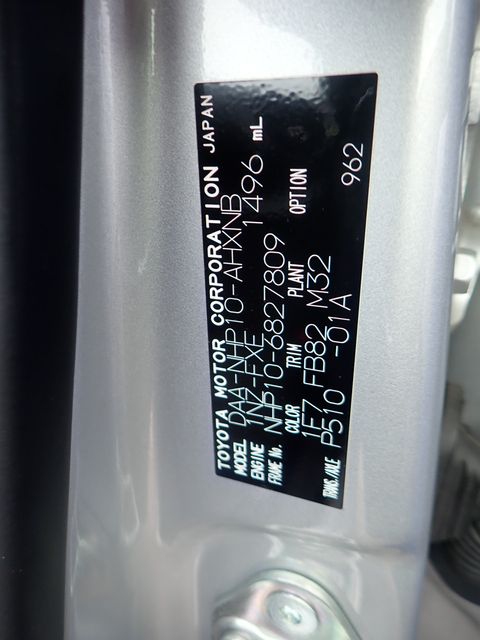 TOYOTA MOTOR CORPORATION JAPAN
MODEL DAA-NHP10-AHXNB
ENGINE 1NZ-FXE 1496 mL
FRAME No. NHP10-6827809
COLOR TRIM PLANT OPTION
1F7 FB82 M32
TRANS./AXLE P510 -01A 962